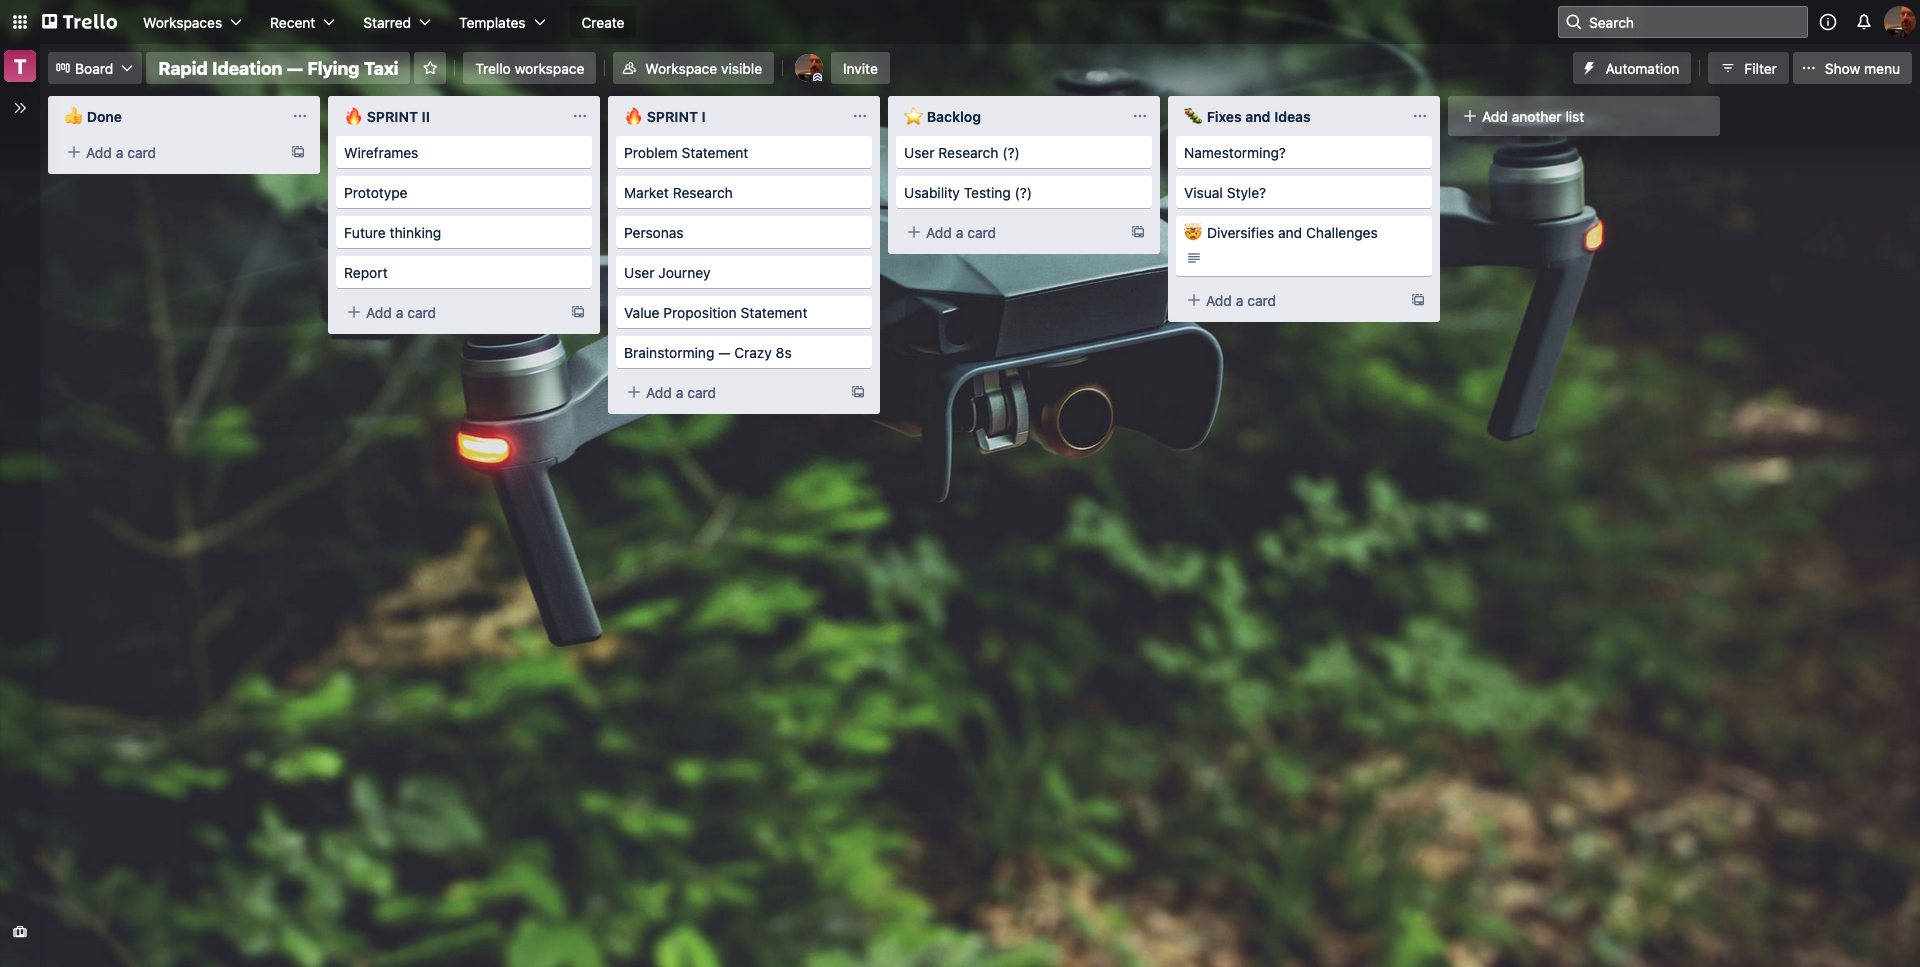 Trello
Workspaces
Recent
Starred
Templates
Create
Search
T
Board
Rapid Ideation — Flying Taxi
Trello workspace
Workspace visible
Invite
Automation
Filter
Show menu
👍 Done
Add a card
🔥 SPRINT II
Wireframes
Prototype
Future thinking
Report
Add a card
🔥 SPRINT I
Problem Statement
Market Research
Personas
User Journey
Value Proposition Statement
Brainstorming — Crazy 8s
Add a card
⭐ Backlog
User Research (?)
Usability Testing (?)
Add a card
🐛 Fixes and Ideas
Namestorming?
Visual Style?
🤯 Diversifies and Challenges
Add a card
Add another list